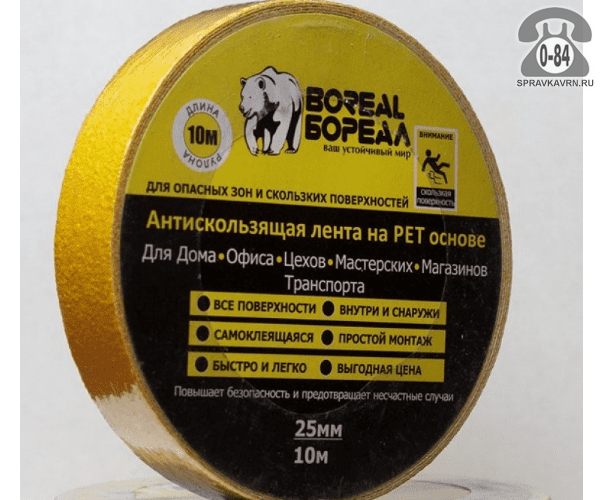 0-84
SPRAVKAVRN.RU
BOREAL
БОРЕАЛ
ваш устойчивый мир
ДЛИНА
10М
РУЛОНА
ВНИМАНИЕ
скользкая
поверхность
ДЛЯ ОПАСНЫХ ЗОН И СКОЛЬЗКИХ ПОВЕРХНОСТЕЙ
Антискользящая лента на PET основе
Для Дома•Офиса•Цехов•Мастерских•Магазинов
Транспорта
ВСЕ ПОВЕРХНОСТИ • ВНУТРИ И СНАРУЖИ
САМОКЛЕЯЩАЯСЯ • ПРОСТОЙ МОНТАЖ
БЫСТРО И ЛЕГКО • ВЫГОДНАЯ ЦЕНА
Повышает безопасность и предотвращает несчастные случаи
25мм
10м